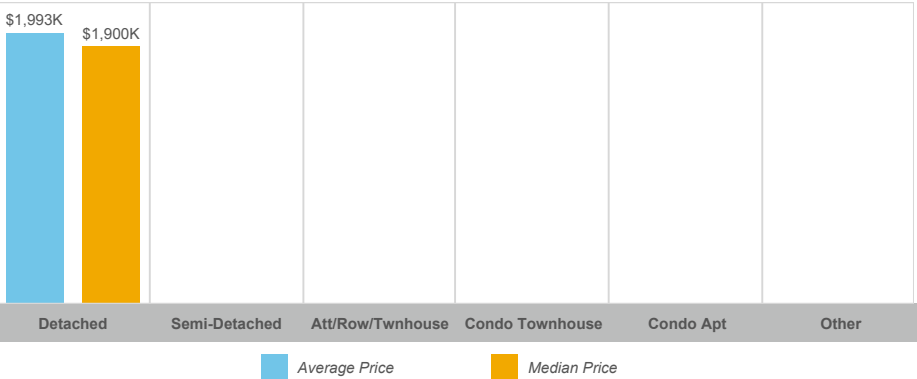 $1,993K
$1,900K
Detached Semi-Detached Att/Row/Twnhouse Condo Townhouse Condo Apt Other
Average Price Median Price